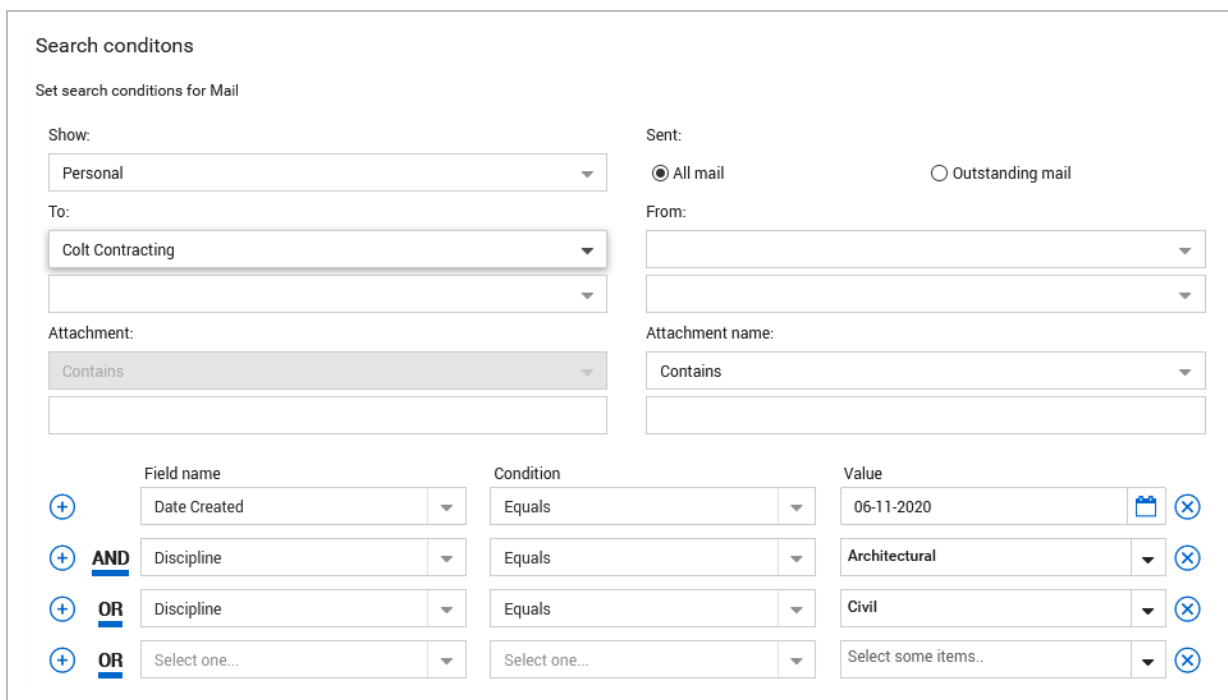 Search conditons
Set search conditions for Mail
Show: Sent:
Personal All mail Outstanding mail
To: From:
Colt Contracting
Attachment: Attachment name:
Contains Contains
Field name Condition Value
Date Created Equals 06-11-2020
AND Discipline Equals Architectural
OR Discipline Equals Civil
OR Select one... Select one... Select some items..